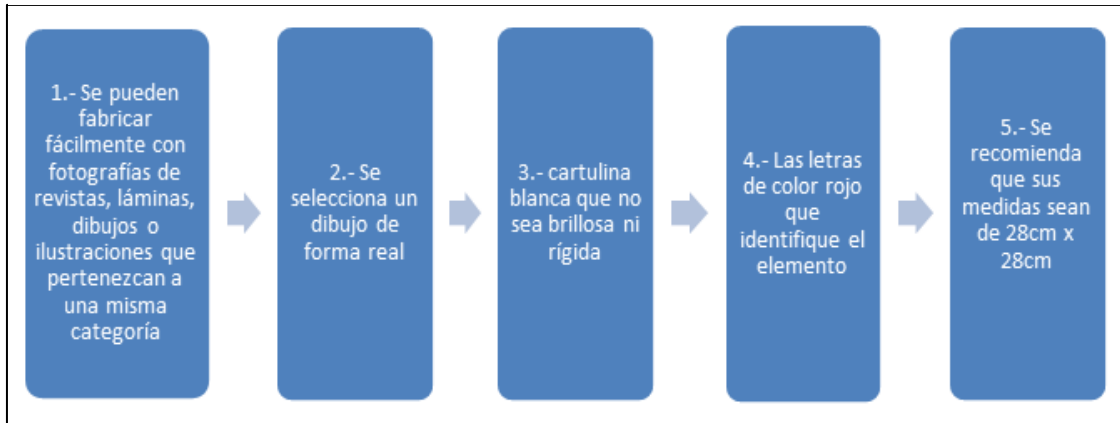 1.- Se pueden
fabricar
fácilmente con
fotografías de
revistas, láminas,
dibujos o
ilustraciones que
pertenezcan a
una misma
categoría
2.- Se
selecciona un
dibujo de
forma real
3.- cartulina
blanca que no
sea brillosa ni
rígida
4.- Las letras
de color rojo
que
identifique el
elemento
5.- Se
recomienda
que sus
medidas sean
de 28cm x
28cm